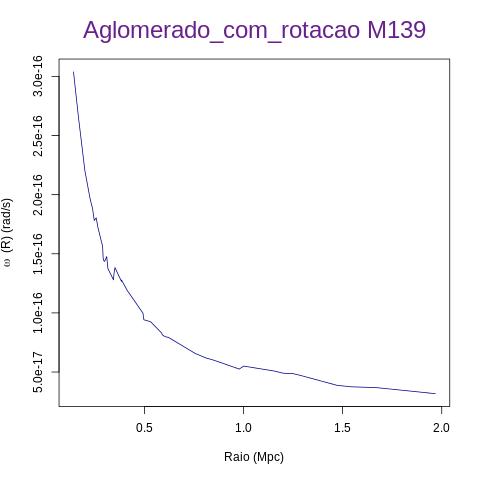 Aglomerado_com_rotacao M139
ω (R) (rad/s)
3.0e-16
2.5e-16
2.0e-16
1.5e-16
1.0e-16
5.0e-17
0.5 1.0 1.5 2.0
Raio (Mpc)